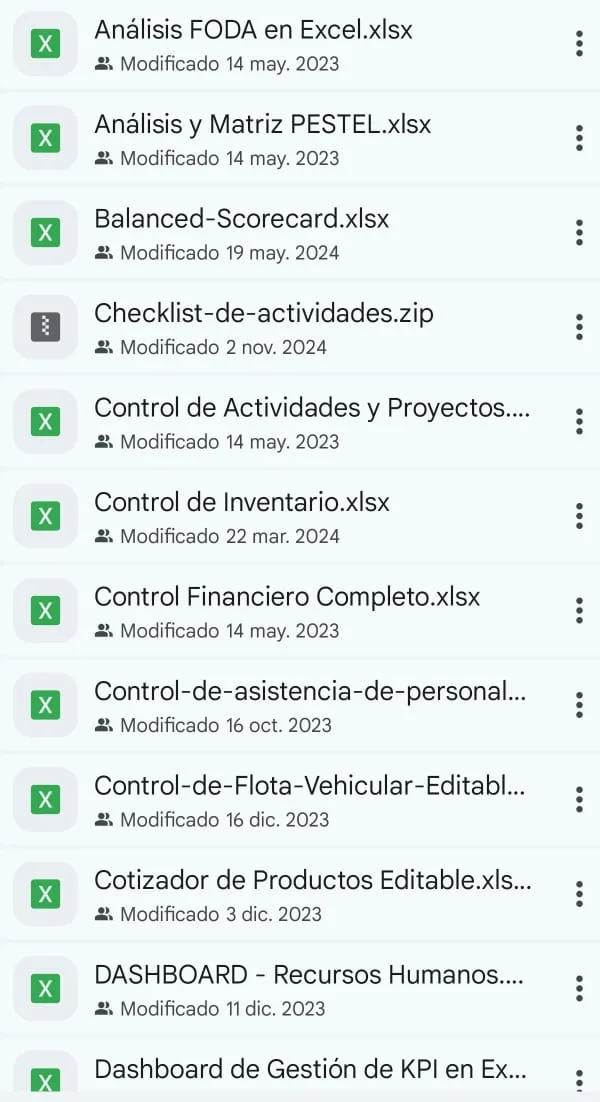 Análisis FODA en Excel.xlsx
Modificado 14 may. 2023
Análisis y Matriz PESTEL.xlsx
Modificado 14 may. 2023
Balanced-Scorecard.xlsx
Modificado 19 may. 2024
Checklist-de-actividades.zip
Modificado 2 nov. 2024
Control de Actividades y Proyectos....
Modificado 14 may. 2023
Control de Inventario.xlsx
Modificado 22 mar. 2024
Control Financiero Completo.xlsx
Modificado 14 may. 2023
Control-de-asistencia-de-personal...
Modificado 16 oct. 2023
Control-de-Flota-Vehicular-Editabl...
Modificado 16 dic. 2023
Cotizador de Productos Editable.xls...
Modificado 3 dic. 2023
DASHBOARD - Recursos Humanos....
Modificado 11 dic. 2023
Dashboard de Gestión de KPI en Ex...